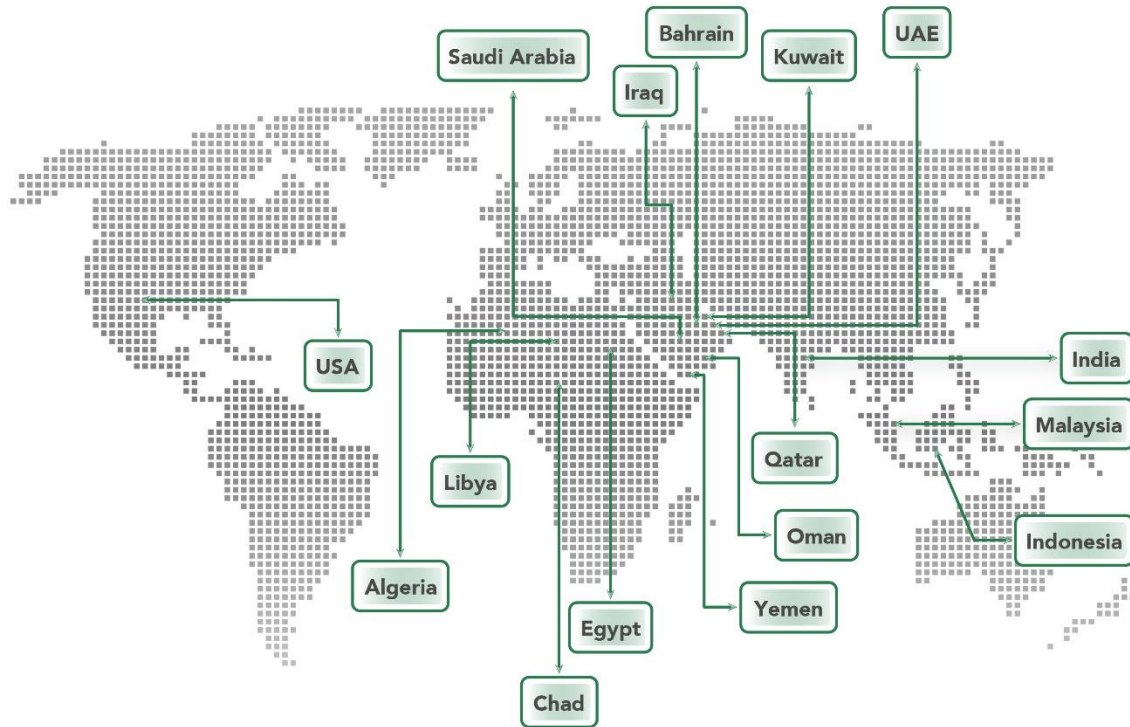 Bahrain
UAE
Saudi Arabia
Kuwait
Iraq
USA
India
Malaysia
Qatar
Libya
Oman
Indonesia
Algeria
Yemen
Egypt
Chad